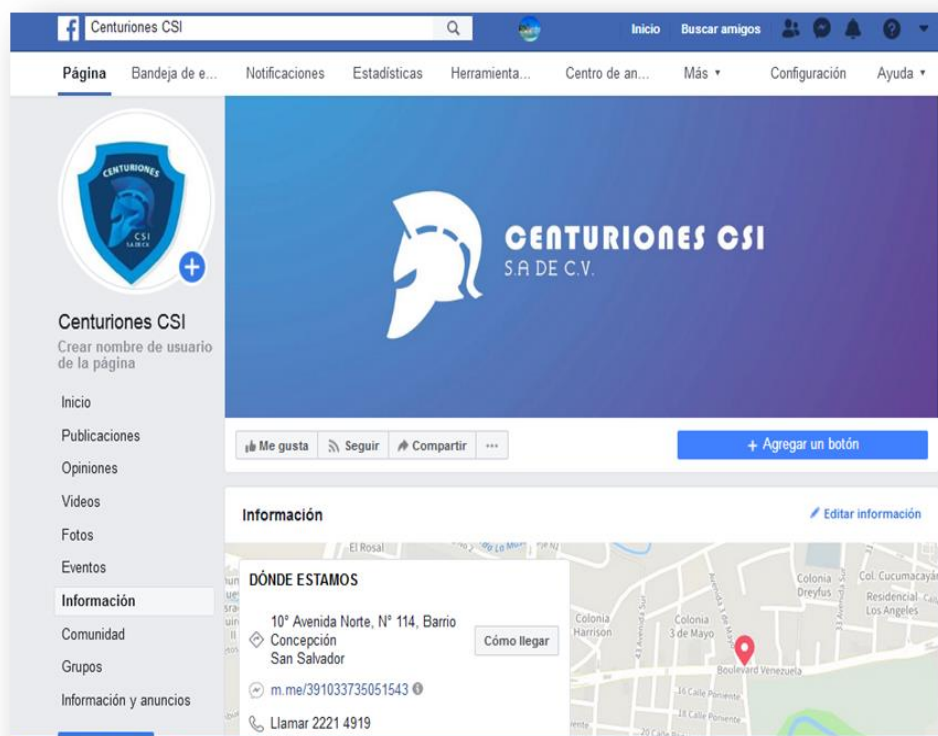 Centuriones CSI
Inicio
Buscar amigos
Página
Bandeja de e...
Notificaciones
Estadísticas
Herramienta...
Centro de an...
Más
Configuración
Ayuda
CENTURIONES
CSI
S.A DE C.V.
CENTURIONES CSI
S.A DE C.V.
Centuriones CSI
Crear nombre de usuario
de la página
Inicio
Publicaciones
Opiniones
Videos
Fotos
Eventos
Información
Comunidad
Grupos
Información y anuncios
Me gusta
Seguir
Compartir
...
+ Agregar un botón
Información
Editar información
El Rosal
DÓNDE ESTAMOS
10° Avenida Norte, N° 114, Barrio
Concepción
San Salvador
Cómo llegar
m.me/391033735051543
Llamar 2221 4919
Colonia
Harrison
Colonia
3 de Mayo
Colonia
Dreyfus
Col. Cucumacayán
Residencial
Los Angeles
Boulevard Venezuela
16 Calle Poniente
18 Calle Poniente